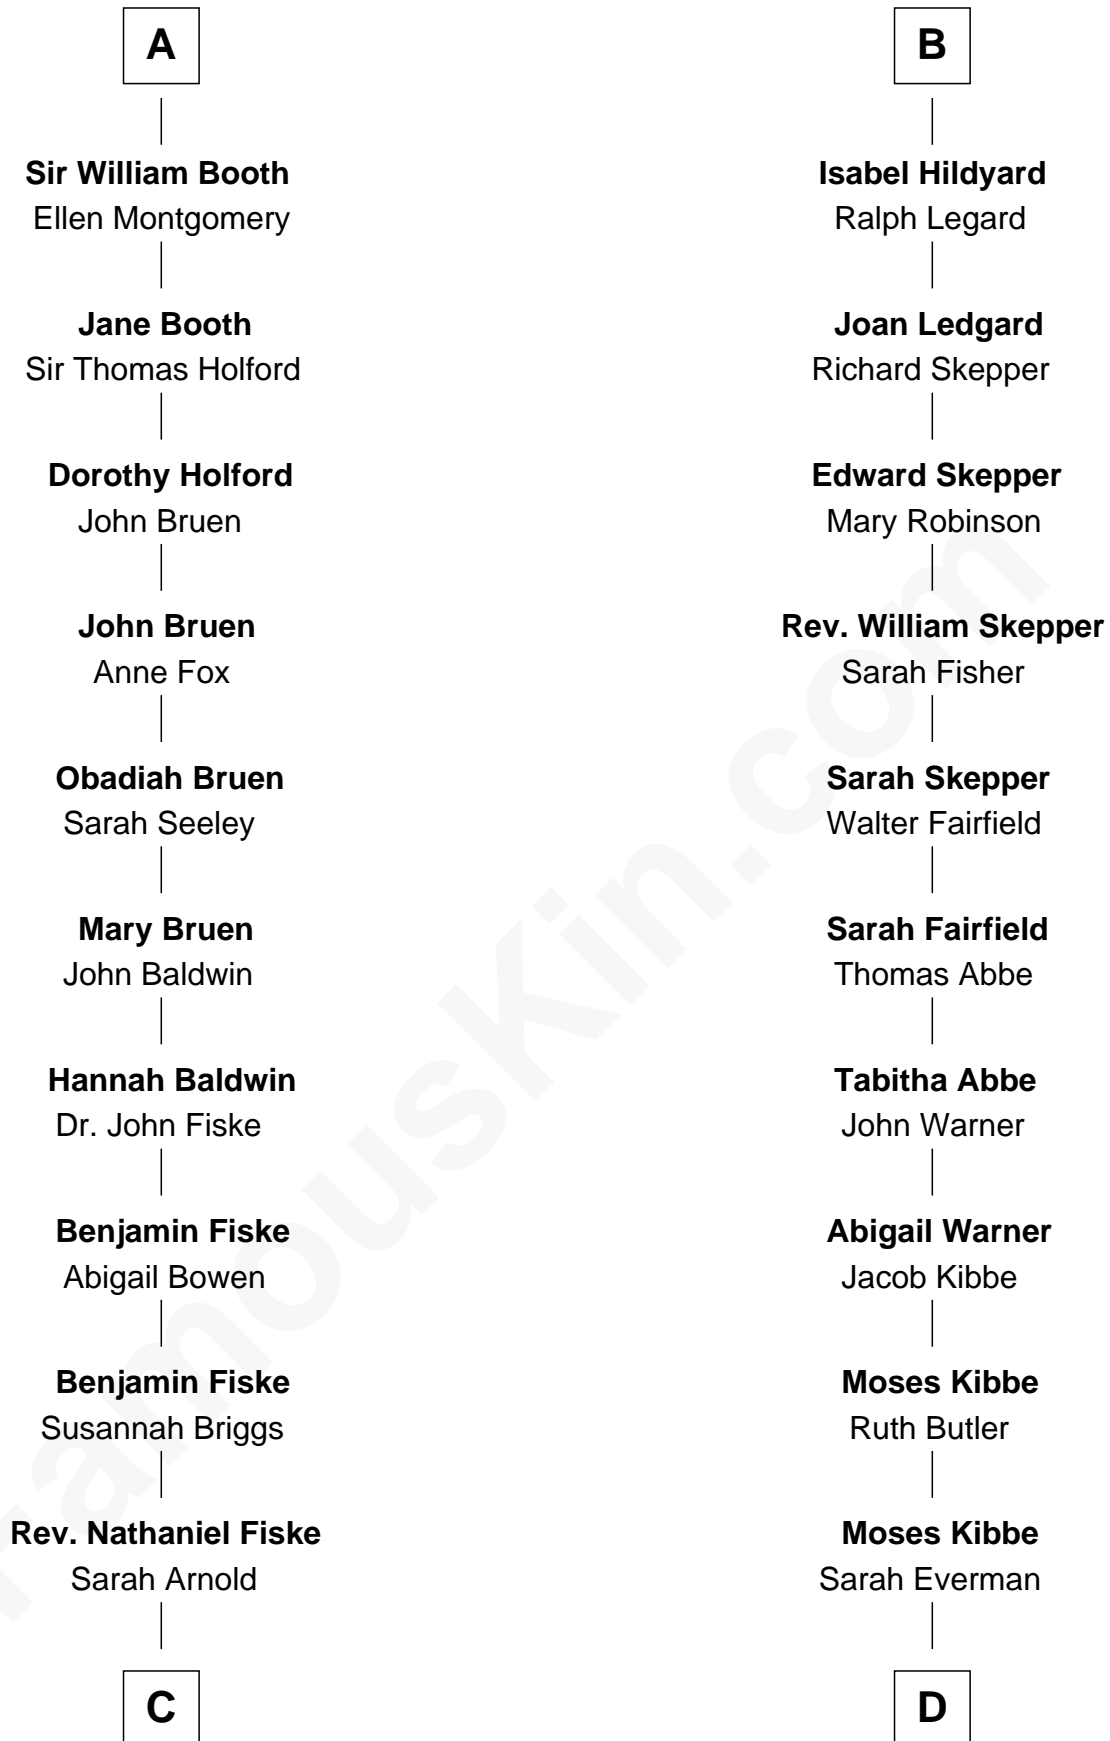 A
Sir William Booth
Ellen Montgomery
Jane Booth
Sir Thomas Holford
Dorothy Holford
John Bruen
John Bruen
Anne Fox
Obadiah Bruen
Sarah Seeley
Mary Bruen
John Baldwin
Hannah Baldwin
Dr. John Fiske
Benjamin Fiske
Abigail Bowen
Benjamin Fiske
Susannah Briggs
Rev. Nathaniel Fiske
Sarah Arnold
C
B
Isabel Hildyard
Ralph Legard
Joan Ledgard
Richard Skepper
Edward Skepper
Mary Robinson
Rev. William Skepper
Sarah Fisher
Sarah Skepper
Walter Fairfield
Sarah Fairfield
Thomas Abbe
Tabitha Abbe
John Warner
Abigail Warner
Jacob Kibbe
Moses Kibbe
Ruth Butler
Moses Kibbe
Sarah Everman
D
FamousKin.com